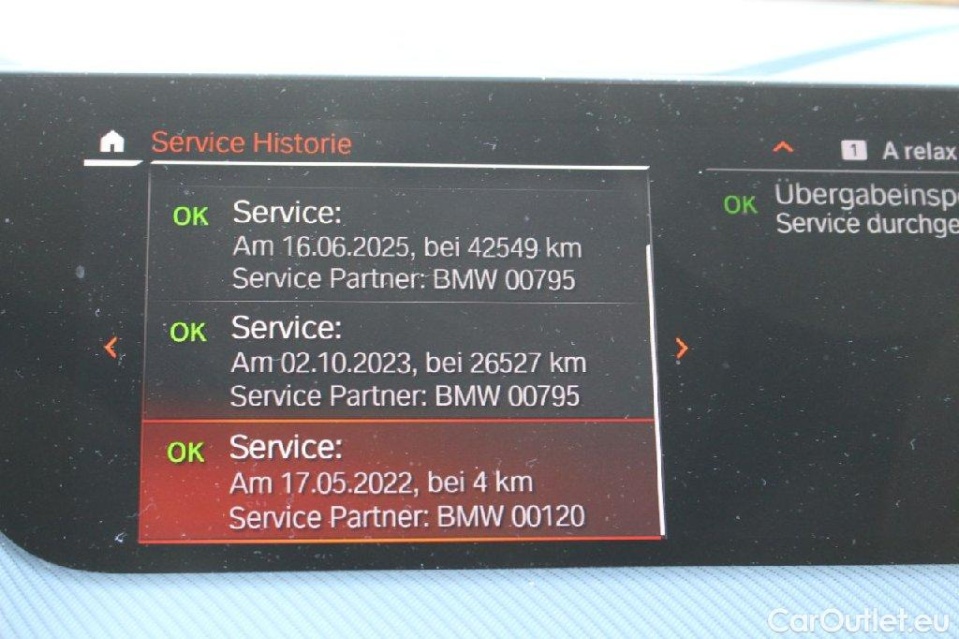 Service Historie
OK Service:
Am 16.06.2025, bei 42549 km
Service Partner: BMW 00795
OK Service:
Am 02.10.2023, bei 26527 km
Service Partner: BMW 00795
OK Service:
Am 17.05.2022, bei 4 km
Service Partner: BMW 00120
1 A relax
OK Übergabeinsp
Service durchge
CarOutlet.eu